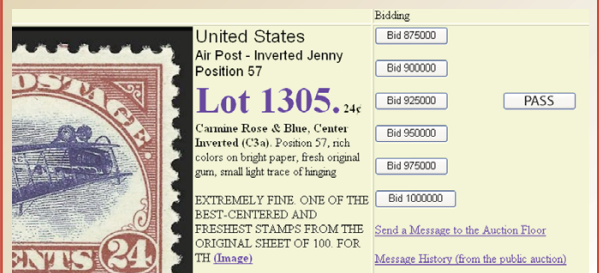 POSTAGE.
CENTS 24
United States
Air Post - Inverted Jenny
Position 57
Lot 1305. 24¢
Carmine Rose & Blue, Center
Inverted (C3a). Position 57, rich
colors on bright paper, fresh original
gum, small light trace of hinging
EXTREMELY FINE. ONE OF THE
BEST-CENTERED AND
FRESHEST STAMPS FROM THE
ORIGINAL SHEET OF 100. FOR
TH (Image)
Bidding
Bid 875000
Bid 900000
Bid 925000
PASS
Bid 950000
Bid 975000
Bid 1000000
Send a Message to the Auction Floor
Message History (from the public auction)